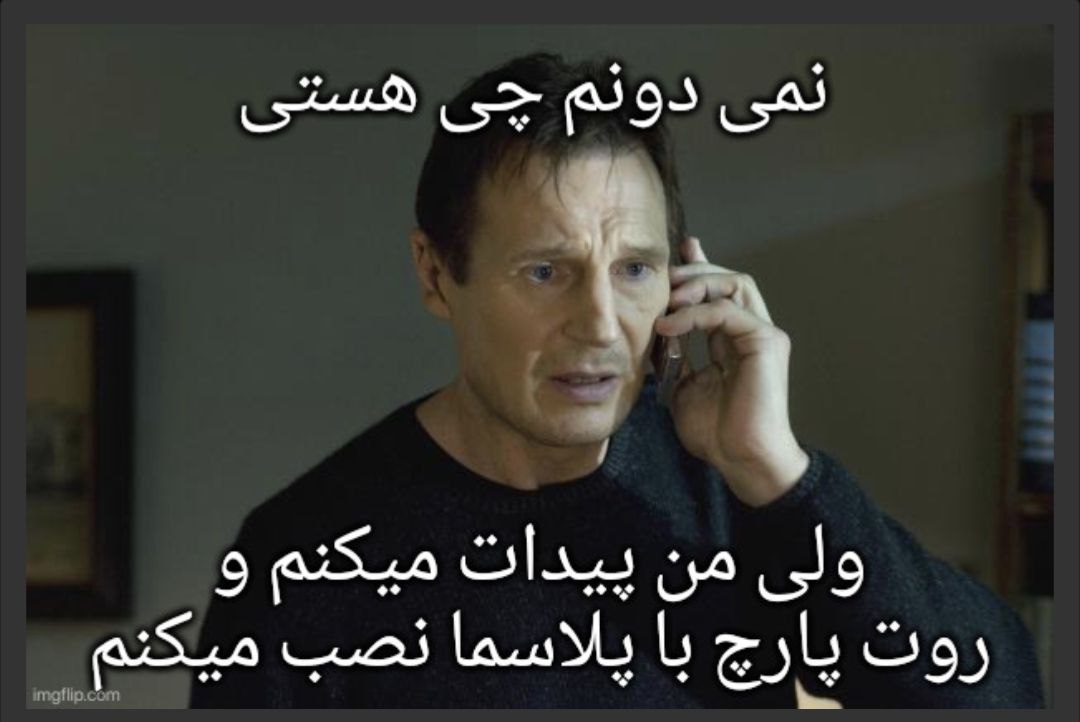 نمی دونم چی هستی
ولی من پیدات میکنم و
روت پارچ با پلاسما نصب میکنم
imgflip.com